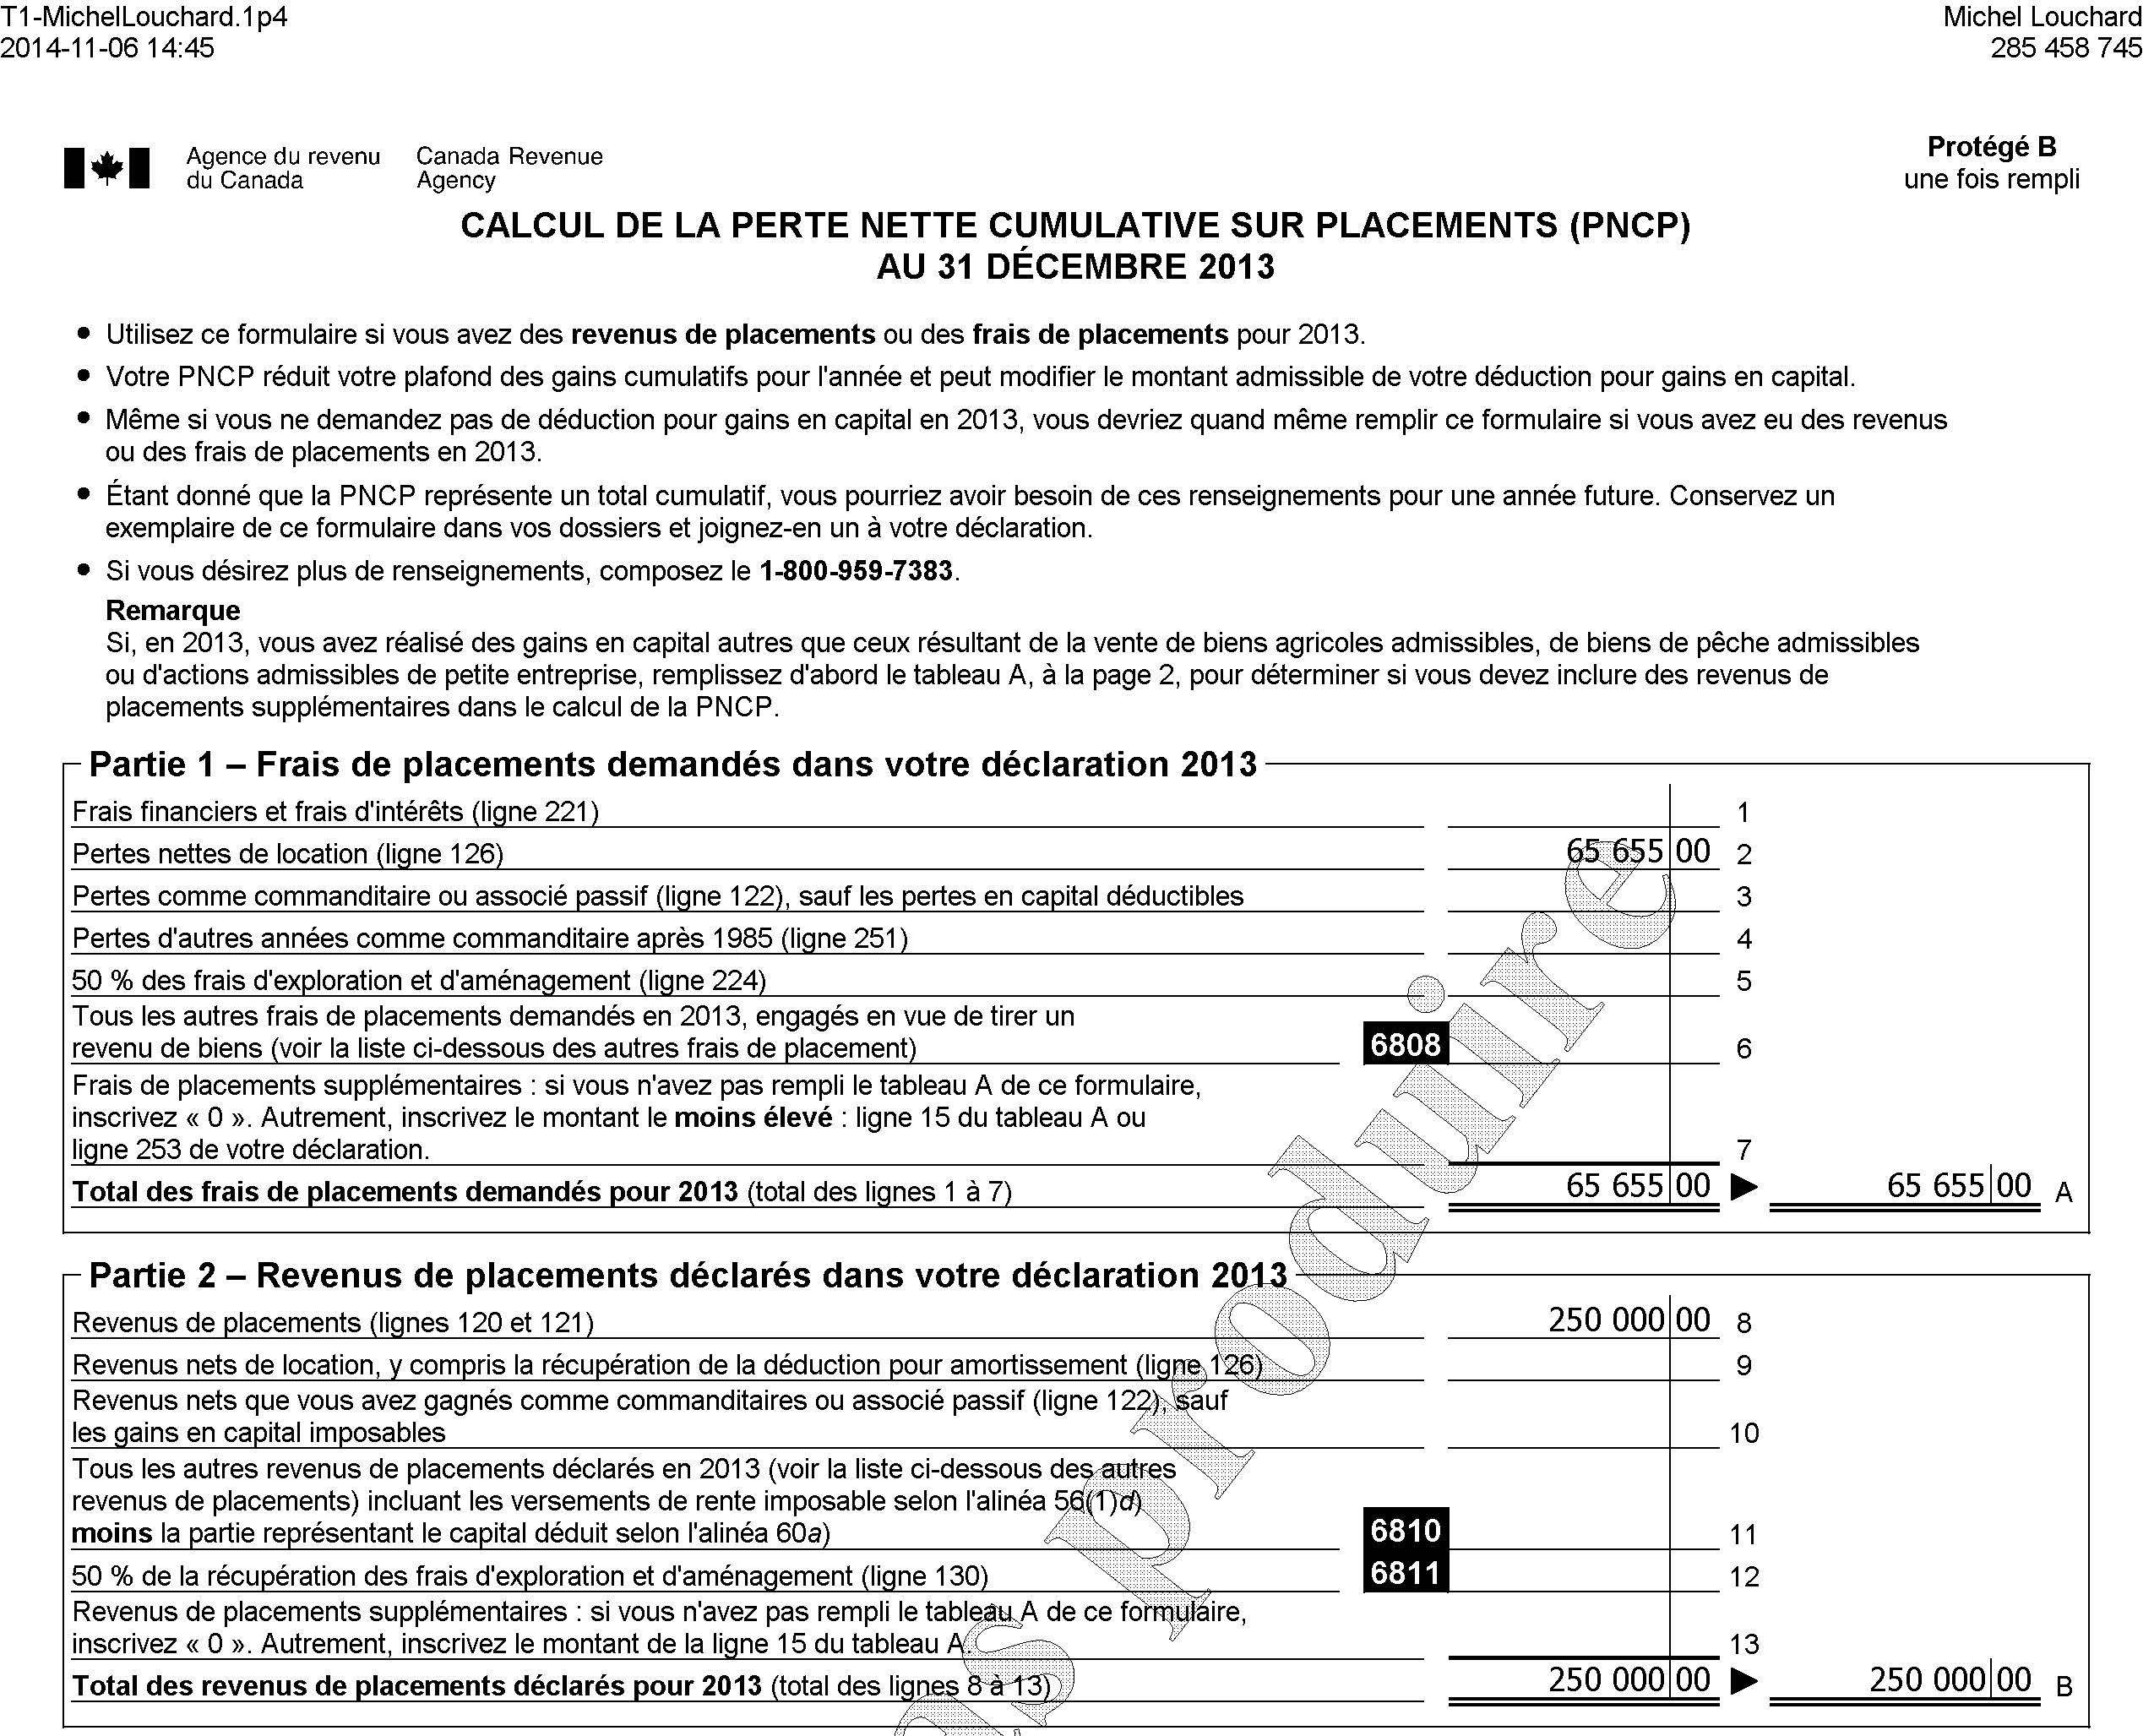 T1-MichelLouchard.1p4
Michel Louchard
2014-11-06 14:45
285 458 745
Protégé B
une fois rempli
Agence du revenu
du Canada
Canada Revenue
Agency
CALCUL DE LA PERTE NETTE CUMULATIVE SUR PLACEMENTS (PNCP)
AU 31 DÉCEMBRE 2013
• Utilisez ce formulaire si vous avez des revenus de placements ou des frais de placements pour 2013.
• Votre PNCP réduit votre plafond des gains cumulatifs pour l'année et peut modifier le montant admissible de votre déduction pour gains en capital.
• Même si vous ne demandez pas de déduction pour gains en capital en 2013, vous devriez quand même remplir ce formulaire si vous avez eu des revenus
ou des frais de placements en 2013.
• Étant donné que la PNCP représente un total cumulatif, vous pourriez avoir besoin de ces renseignements pour une année future. Conservez un
exemplaire de ce formulaire dans vos dossiers et joignez-en un à votre déclaration.
• Si vous désirez plus de renseignements, composez le 1-800-959-7383.
Remarque
Si, en 2013, vous avez réalisé des gains en capital autres que ceux résultant de la vente de biens agricoles admissibles, de biens de pêche admissibles
ou d'actions admissibles de petite entreprise, remplissez d'abord le tableau A, à la page 2, pour déterminer si vous devez inclure des revenus de
placements supplémentaires dans le calcul de la PNCP.
Partie 1 – Frais de placements demandés dans votre déclaration 2013
Frais financiers et frais d'intérêts (ligne 221) 1
Pertes nettes de location (ligne 126) 65 655 00 2
Pertes comme commanditaire ou associé passif (ligne 122), sauf les pertes en capital déductibles 3
Pertes d'autres années comme commanditaire après 1985 (ligne 251) 4
50 % des frais d'exploration et d'aménagement (ligne 224) 5
Tous les autres frais de placements demandés en 2013, engagés en vue de tirer un
revenu de biens (voir la liste ci-dessous des autres frais de placement) 6808 6
Frais de placements supplémentaires : si vous n'avez pas rempli le tableau A de ce formulaire,
inscrivez « 0 ». Autrement, inscrivez le montant le moins élevé : ligne 15 du tableau A ou
ligne 253 de votre déclaration. 7
Total des frais de placements demandés pour 2013 (total des lignes 1 à 7) 65 655 00 65 655 00 A
Partie 2 – Revenus de placements déclarés dans votre déclaration 2013
Revenus de placements (lignes 120 et 121) 250 000 00 8
Revenus nets de location, y compris la récupération de la déduction pour amortissement (ligne 126) 9
Revenus nets que vous avez gagnés comme commanditaires ou associé passif (ligne 122), sauf
les gains en capital imposables 10
Tous les autres revenus de placements déclarés en 2013 (voir la liste ci-dessous des autres
revenus de placements) incluant les versements de rente imposable selon l'alinéa 56(1)d)
moins la partie représentant le capital déduit selon l'alinéa 60a) 6810 11
50 % de la récupération des frais d'exploration et d'aménagement (ligne 130) 6811 12
Revenus de placements supplémentaires : si vous n'avez pas rempli le tableau A de ce formulaire,
inscrivez « 0 ». Autrement, inscrivez le montant de la ligne 15 du tableau A. 13
Total des revenus de placements déclarés pour 2013 (total des lignes 8 à 13) 250 000 00 250 000 00 B
produire